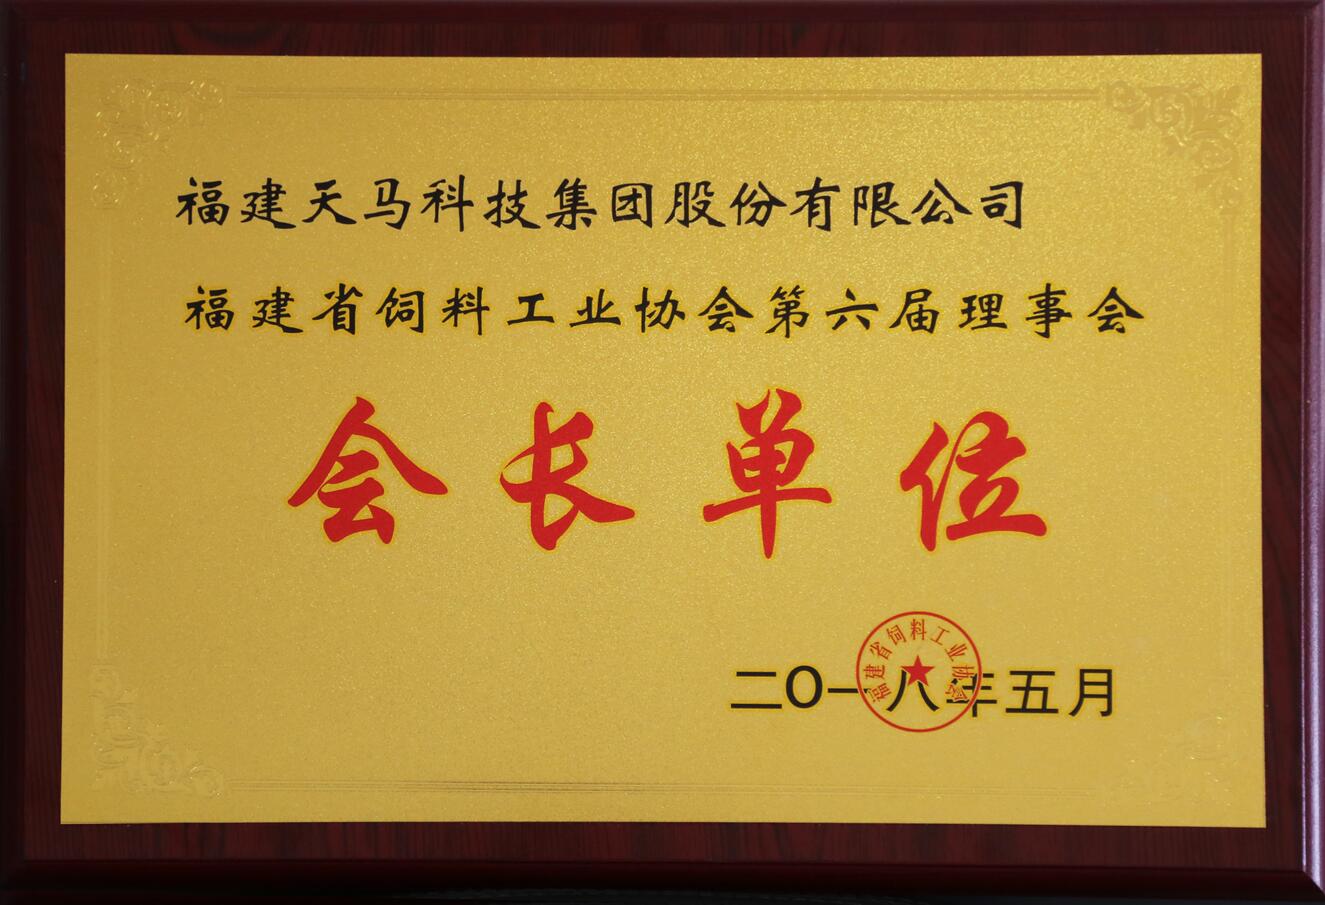 福建天马科技集团股份有限公司
福建省饲料工业协会第六届理事会
会长单位
福建省饲料工业协会
二〇一八年五月